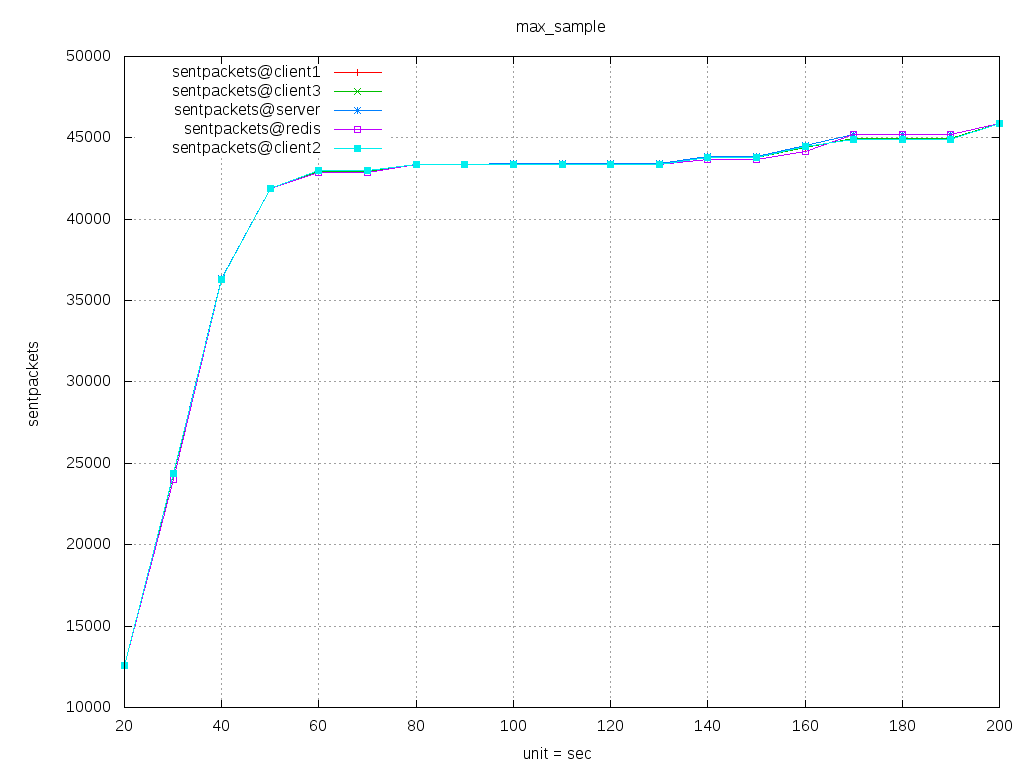 max_sample
50000
45000
40000
35000
30000
25000
20000
15000
10000
sentpackets
sentpackets@client1
sentpackets@client3
sentpackets@server
sentpackets@redis
sentpackets@client2
20 40 60 80 100 120 140 160 180 200
unit = sec